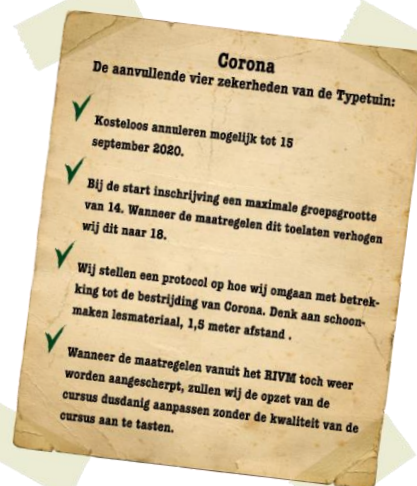 Corona
De aanvullende vier zekerheden van de Typetuin:
Kosteloos annuleren mogelijk tot 15
september 2020.
Bij de start inschrijving een maximale groepsgrootte
van 14. Wanneer de maatregelen dit toelaten verhogen
wij dit naar 18.
Wij stellen een protocol op hoe wij omgaan met betrek-
king tot de bestrijding van Corona. Denk aan schoon-
maken lesmateriaal, 1,5 meter afstand .
Wanneer de maatregelen vanuit het RIVM toch weer
worden aangescherpt, zullen wij de opzet van de
cursus dusdanig aanpassen zonder de kwaliteit van de
cursus aan te tasten.